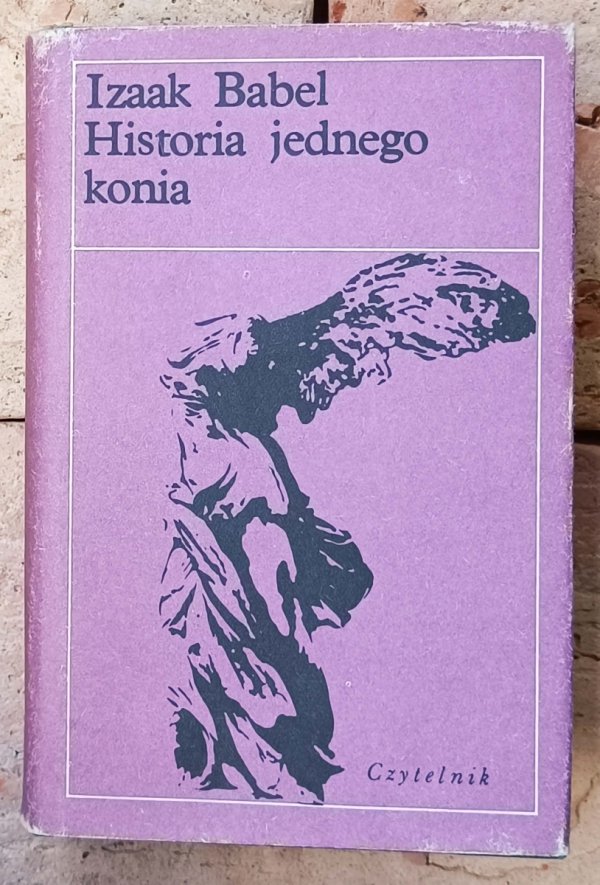 Izaak Babel
Historia jednego
konia
Czytelnik